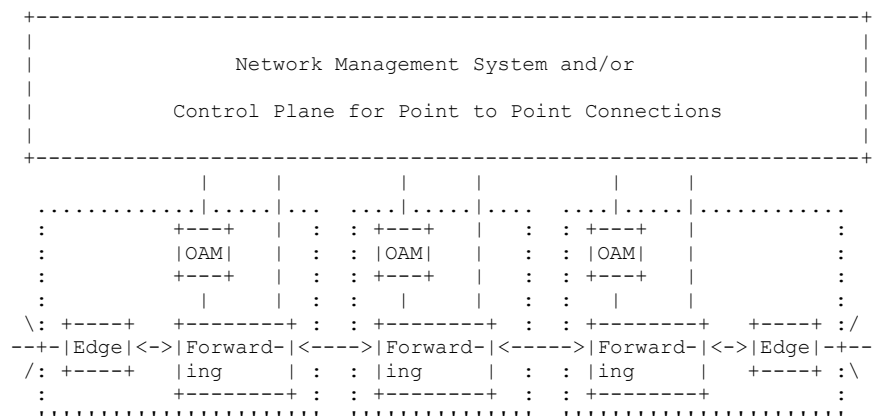 Network Management System and/or
Control Plane for Point to Point Connections
OAM OAM OAM
Edge Forward- Forward- Forward- Edge
ing ing ing